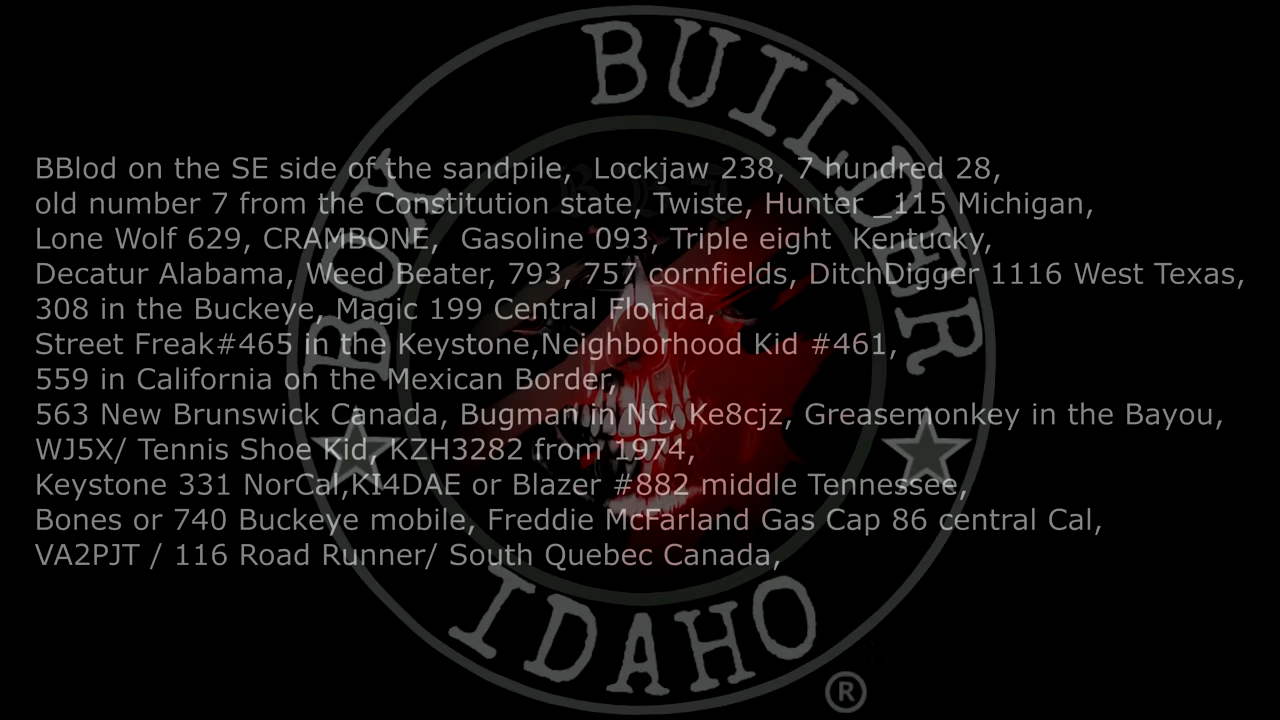 BOX BUILDER
BBlod on the SE side of the sandpile,  Lockjaw 238, 7 hundred 28,
old number 7 from the Constitution state, Twiste, Hunter _115 Michigan,
Lone Wolf 629, CRAMBONE,  Gasoline 093, Triple eight  Kentucky,
Decatur Alabama, Weed Beater, 793, 757 cornfields, DitchDigger 1116 West Texas,
308 in the Buckeye, Magic 199 Central Florida,
Street Freak#465 in the Keystone,Neighborhood Kid #461,
559 in California on the Mexican Border,
563 New Brunswick Canada, Bugman in NC, Ke8cjz, Greasemonkey in the Bayou,
WJ5X/ Tennis Shoe Kid, KZH3282 from 1974,
Keystone 331 NorCal,KI4DAE or Blazer #882 middle Tennessee,
Bones or 740 Buckeye mobile, Freddie McFarland Gas Cap 86 central Cal,
VA2PJT / 116 Road Runner/ South Quebec Canada,
IDAHO
®